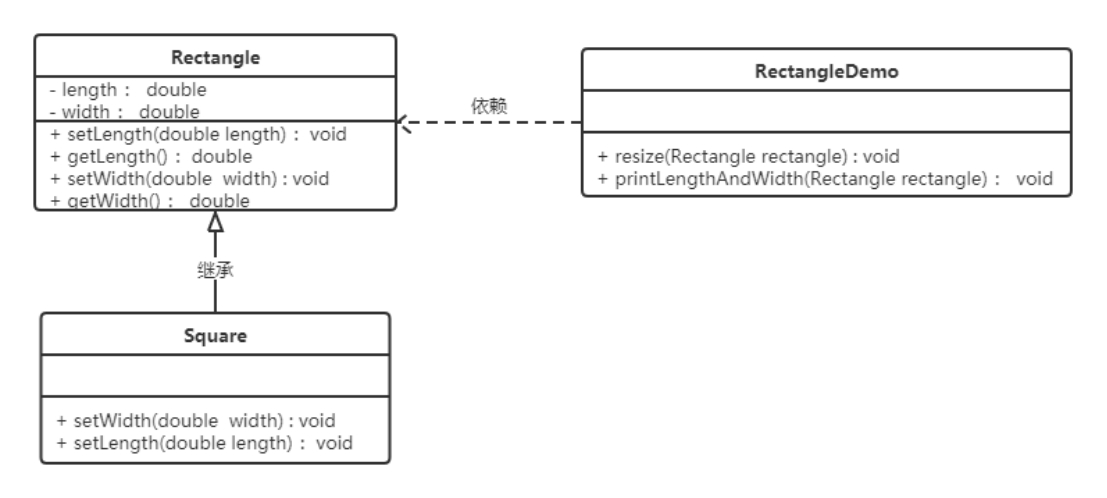 Rectangle
- length： double
- width： double
+ setLength(double length)： void
+ getLength()： double
+ setWidth(double width) : void
+ getWidth()： double
依赖
RectangleDemo
+ resize(Rectangle rectangle) : void
+ printLengthAndWidth(Rectangle rectangle)： void
继承
Square
+ setWidth(double width) : void
+ setLength(double length)： void